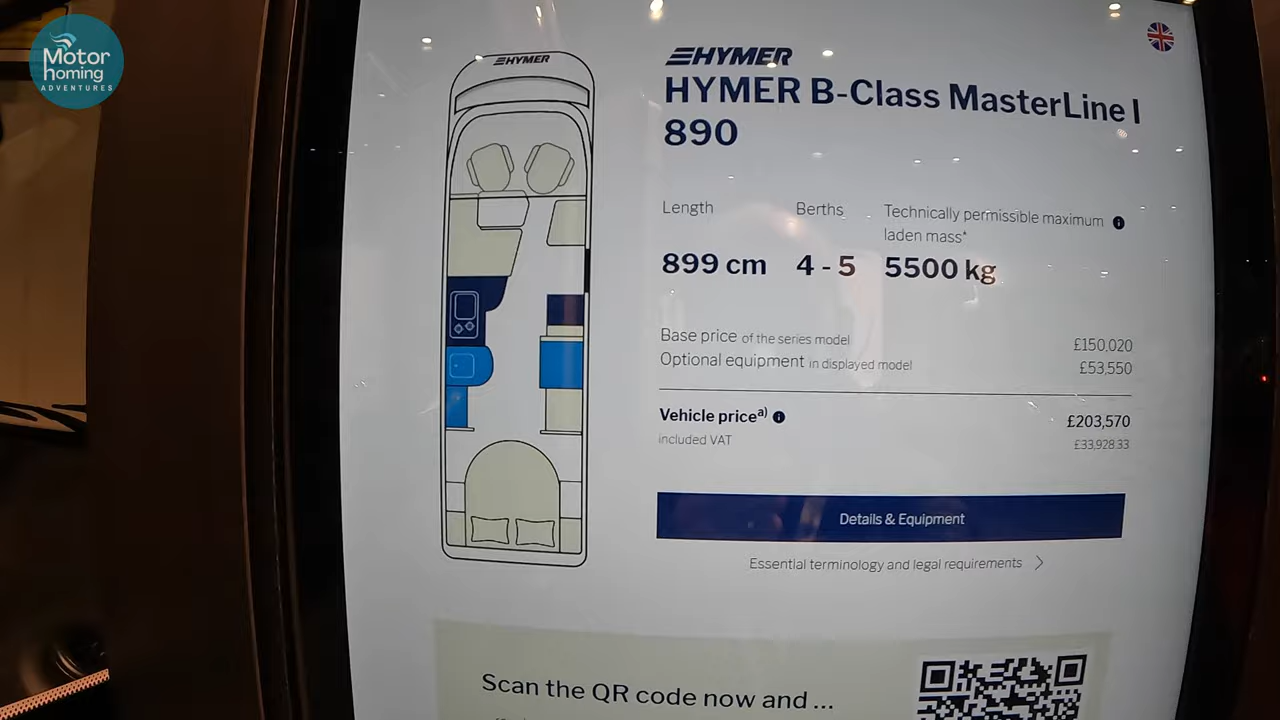 Motor
homing
ADVENTURES
HYMER
HYMER
HYMER B-Class MasterLine I
890
Length
Berths
Technically permissible maximum
laden mass*
899 cm
4 - 5
5500 kg
Base price of the series model £150,020
Optional equipment in displayed model £53,550
Vehicle price a) £203,570
included VAT £33,928.33
Details & Equipment
Essential terminology and legal requirements
Scan the QR code now and ...